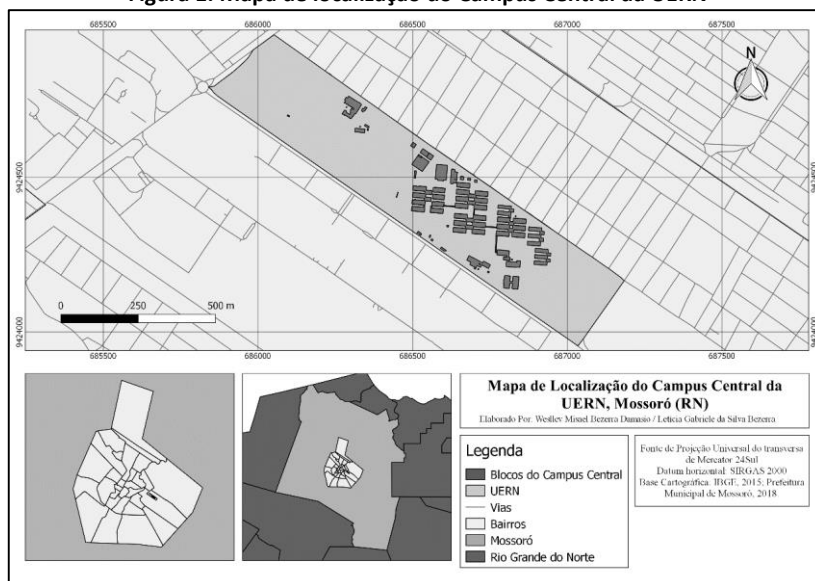 Figura 2. Mapa de localização do Campus Central da UERN
685500 686000 686500 687000 687500
N
9424500 9424500
0 250 500 m
9424000 9424000
685500 686000 686500 687000 687500
Mapa de Localização do Campus Central da
UERN, Mossoró (RN)
Elaborado Por: Weslley Misael Bezerra Damasio / Letícia Gabriele da Silva Bezerra
Legenda
Blocos do Campus Central
UERN
Vias
Bairros
Mossoró
Rio Grande do Norte
Fonte de Projeção Universal do transversa
de Mercator 24Sul
Datum horizontal: SIRGAS 2000
Base Cartográfica: IBGE, 2015; Prefeitura
Municipal de Mossoró, 2018.